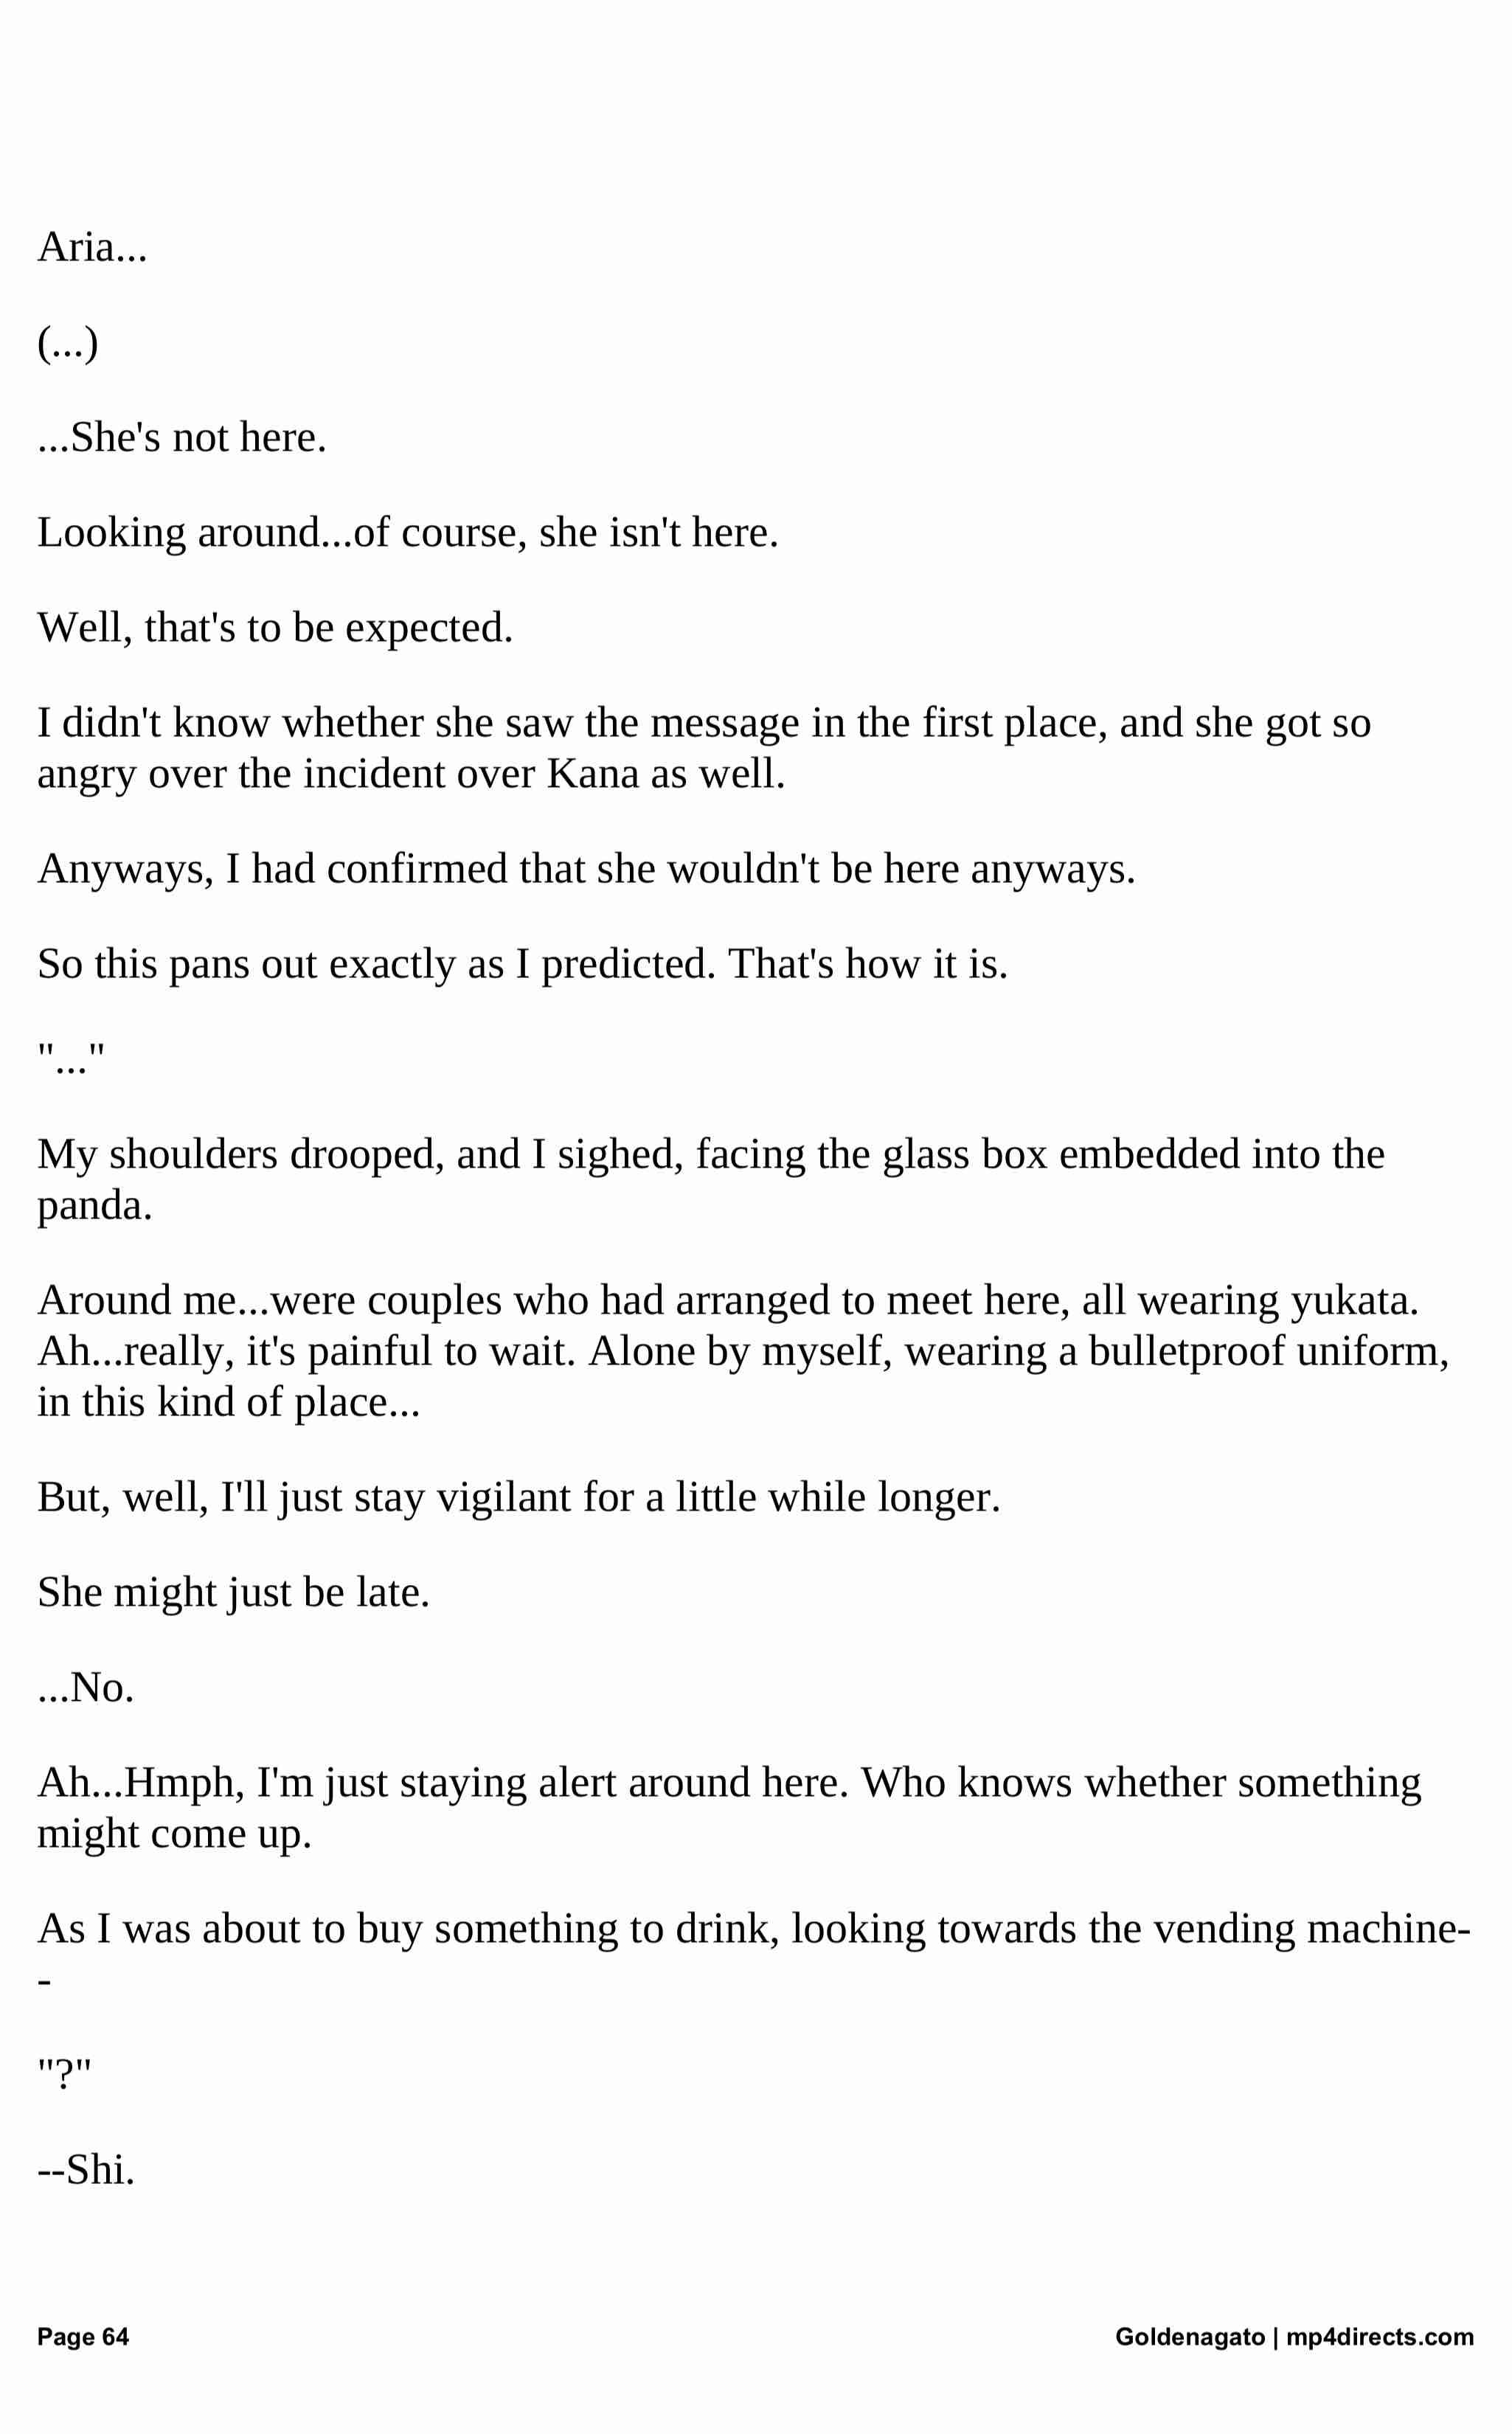 Aria...
(...)
...She's not here.
Looking around...of course, she isn't here.
Well, that's to be expected.
I didn't know whether she saw the message in the first place, and she got so
angry over the incident over Kana as well.
Anyways, I had confirmed that she wouldn't be here anyways.
So this pans out exactly as I predicted. That's how it is.
"..."
My shoulders drooped, and I sighed, facing the glass box embedded into the
panda.
Around me...were couples who had arranged to meet here, all wearing yukata.
Ah...really, it's painful to wait. Alone by myself, wearing a bulletproof uniform,
in this kind of place...
But, well, I'll just stay vigilant for a little while longer.
She might just be late.
...No.
Ah...Hmph, I'm just staying alert around here. Who knows whether something
might come up.
As I was about to buy something to drink, looking towards the vending machine-
-
"?"
--Shi.
Page 64 Goldenagato | mp4directs.com